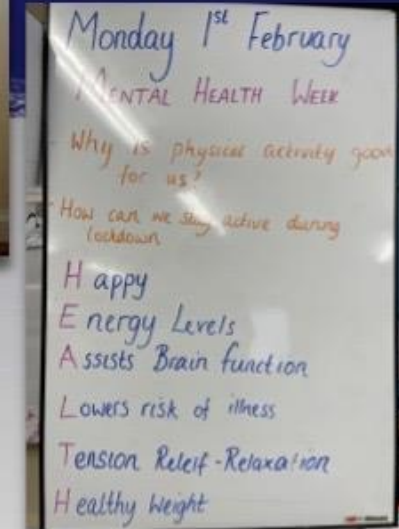 Monday 1st February
MENTAL HEALTH WEEK
Why is physical activity good
for us?
How can we stay active during
lockdown
Happy
Energy Levels
Assists Brain function
Lowers risk of illness
Tension Releif - Relaxation
Healthy Weight